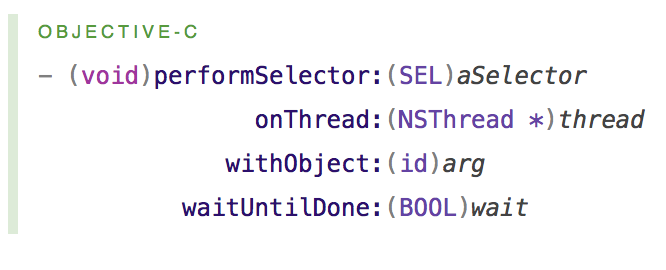 OBJECTIVE-C
- (void)performSelector:(SEL)aSelector
onThread:(NSThread *)thread
withObject:(id)arg
waitUntilDone:(BOOL)wait